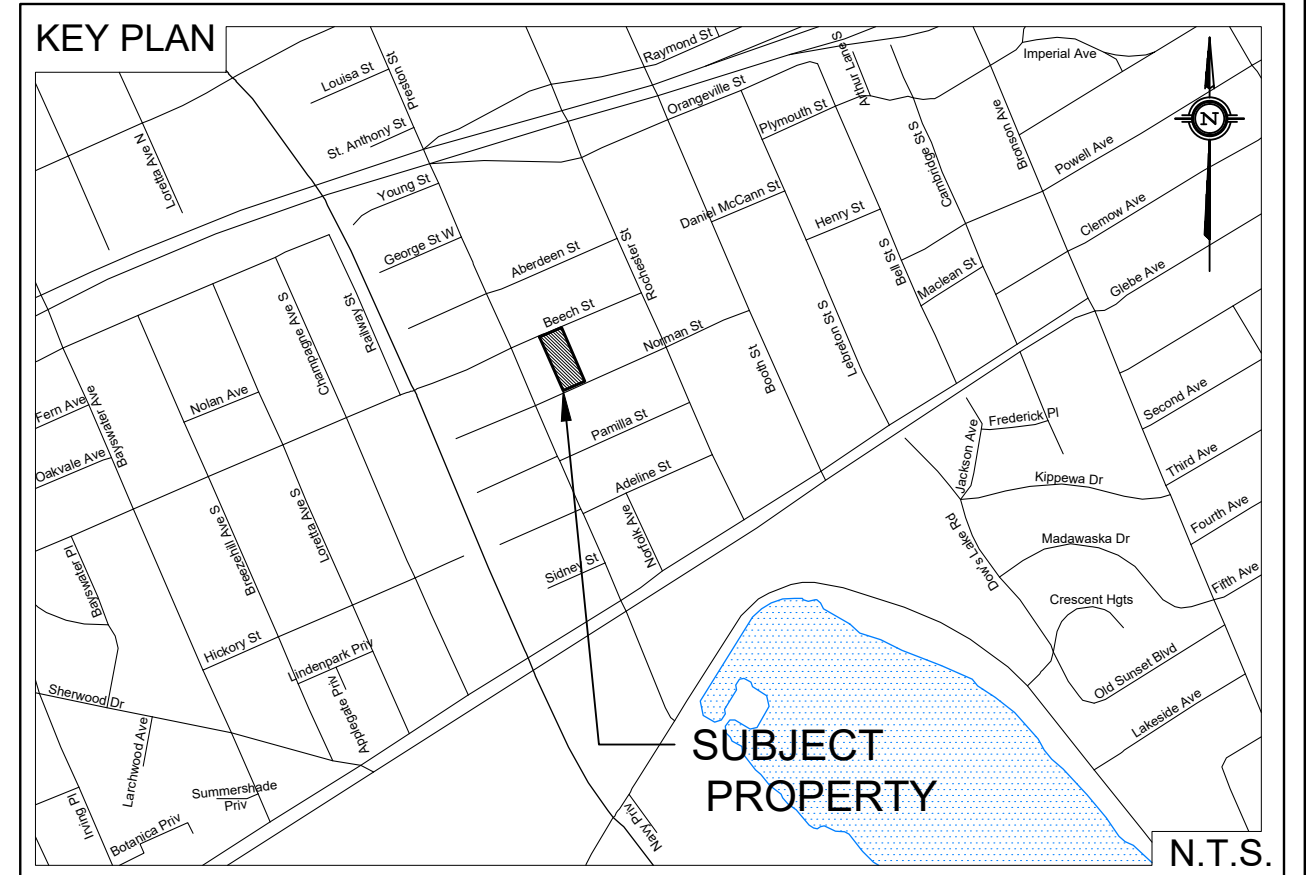 KEY PLAN
Louisa St
Preston St
Raymond St
Arthur Lane S
Imperial Ave
St. Anthony St
Orangeville St
Plymouth St
Cambridge St S
Bronson Ave
N
Loretta Ave N
Powell Ave
Young St
Daniel McCann St
Henry St
Clemow Ave
George St W
Aberdeen St
Rochester St
Bell St S
Maclean St
Glebe Ave
Beech St
Norman St
Champagne Ave S
Railway St
Lebreton St S
Booth St
Fern Ave
Bayswater Ave
Nolan Ave
Second Ave
Pamilla St
Frederick Pl
Jackson Ave
Oakvale Ave
Adeline St
Third Ave
Kippewa Dr
Breezehill Ave S
Loretta Ave S
Norfolk Ave
Fourth Ave
Dow's Lake Rd
Madawaska Dr
Bayswater Pl
Sidney St
Fifth Ave
Crescent Hgts
Hickory St
Lindenpark Priv
Old Sunset Blvd
Sherwood Dr
Applegate Priv
Lakeside Ave
Larchwood Ave
SUBJECT
PROPERTY
Summershade
Priv
Irving Pl
Botanica Priv
Navy Priv
N.T.S.